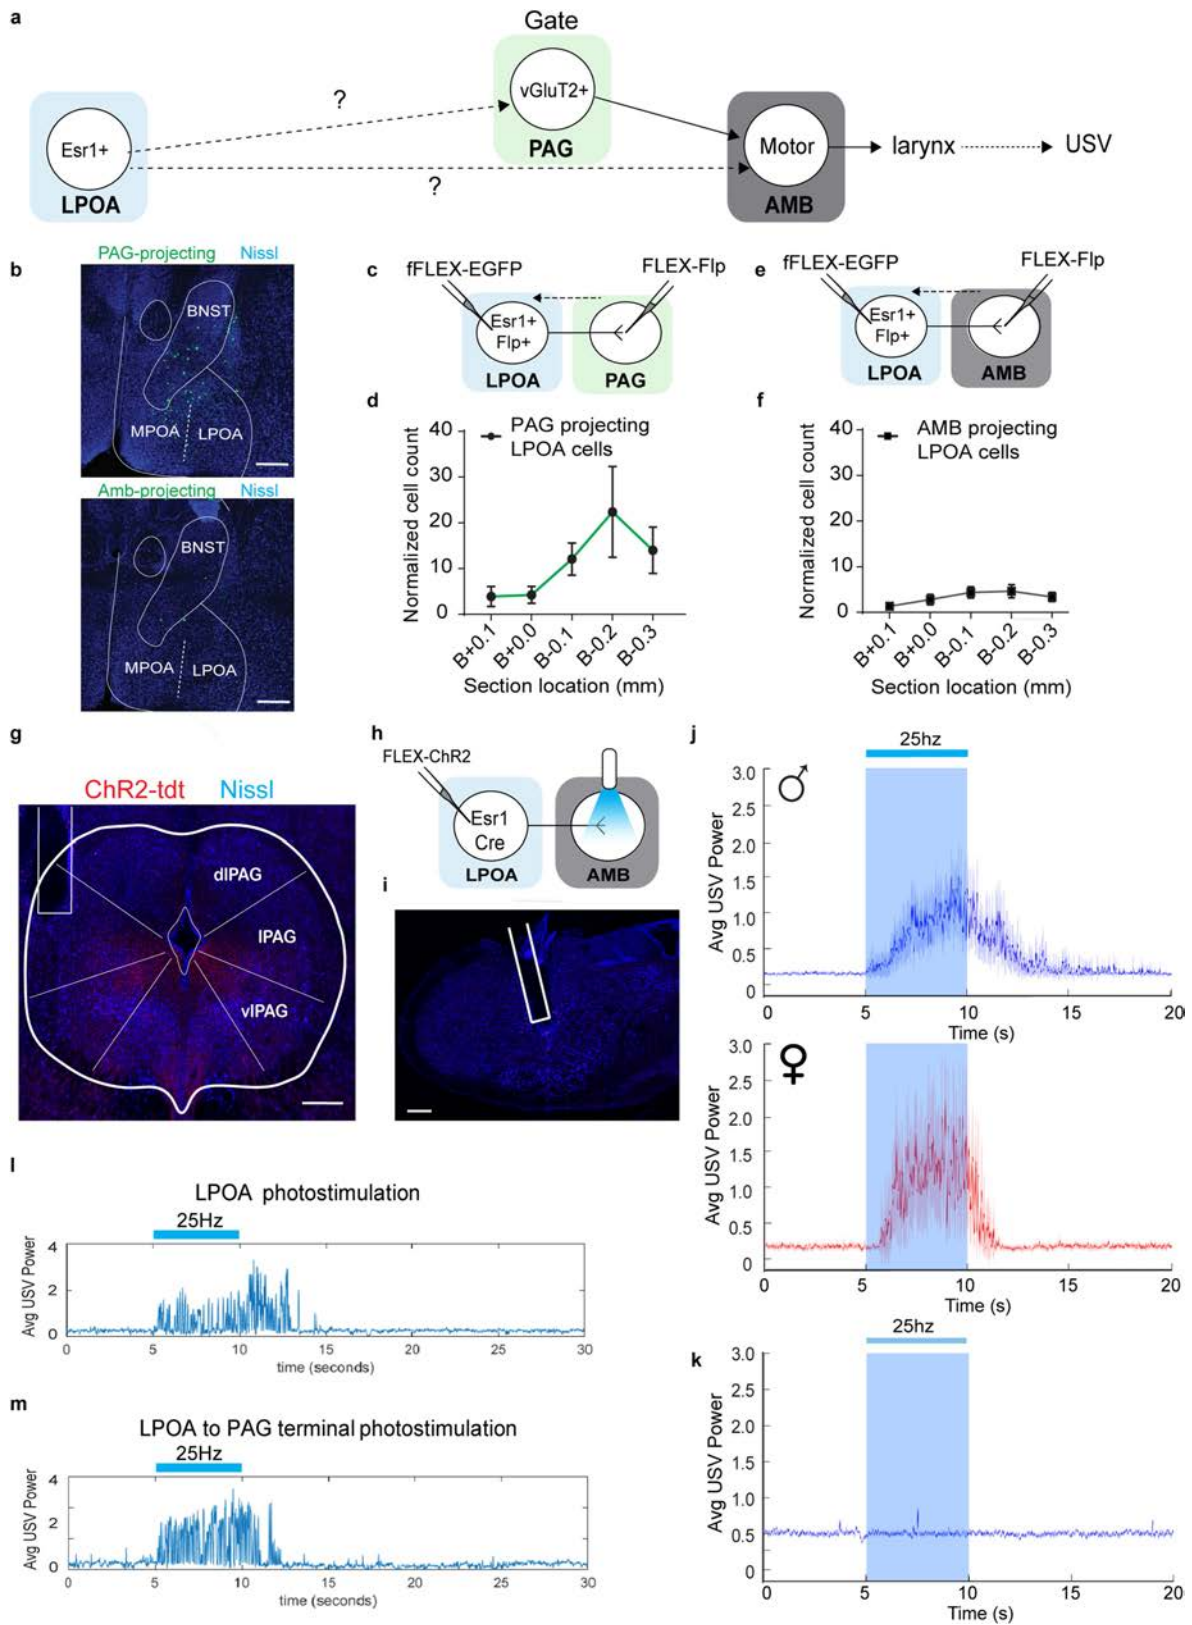 a
Gate
vGluT2+
PAG
?
Esr1+
LPOA
?
Motor
AMB
larynx
USV
b
PAG-projecting Nissl
BNST
MPOA
LPOA
Amb-projecting Nissl
BNST
MPOA
LPOA
c
fFLEX-EGFP
FLEX-Flp
Esr1+
Flp+
LPOA
PAG
e
fFLEX-EGFP
FLEX-Flp
Esr1+
Flp+
LPOA
AMB
d
PAG projecting
LPOA cells
Normalized cell count
40
30
20
10
0
B+0.1
B+0.0
B-0.1
B-0.2
B-0.3
Section location (mm)
f
AMB projecting
LPOA cells
Normalized cell count
40
30
20
10
0
B+0.1
B+0.0
B-0.1
B-0.2
B-0.3
Section location (mm)
g
ChR2-tdt Nissl
dlPAG
lPAG
vlPAG
h
FLEX-ChR2
Esr1
Cre
LPOA
AMB
i
j
25hz
♂
Avg USV Power
3.0
2.5
2.0
1.5
1.0
0.5
0
0 5 10 15 20
Time (s)
♀
Avg USV Power
3.0
2.5
2.0
1.5
1.0
0.5
0
0 5 10 15 20
Time (s)
k
25hz
Avg USV Power
3.0
2.5
2.0
1.5
1.0
0.5
0
0 5 10 15 20
Time (s)
l
LPOA photostimulation
25Hz
Avg USV Power
4
2
0
0 5 10 15 20 25 30
time (seconds)
m
LPOA to PAG terminal photostimulation
25Hz
Avg USV Power
4
2
0
0 5 10 15 20 25 30
time (seconds)